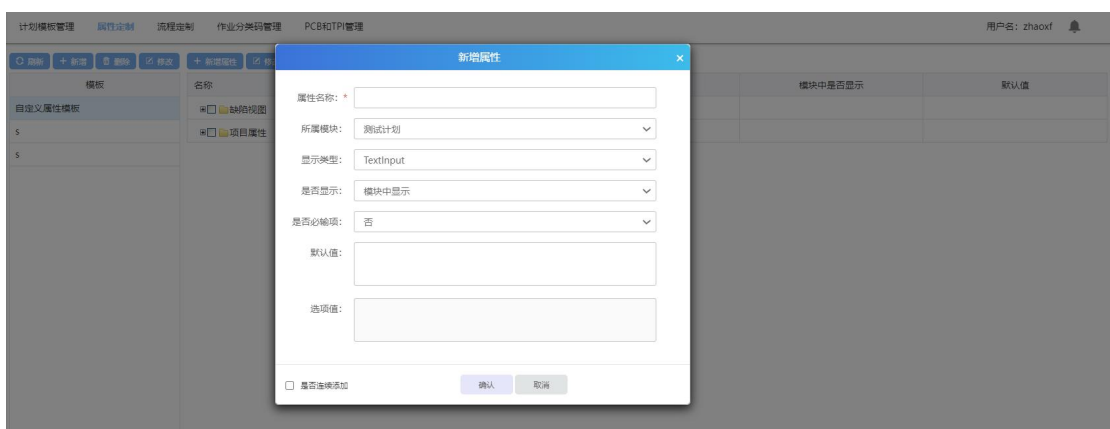 计划模板管理 属性定制 流程定制 作业分类码管理 PCB和TPI管理 用户名: zhaoxf
刷新 + 新增 删除 修改 + 新增属性
新增属性 ×
模板 名称 模块中是否显示 默认值
自定义属性模板
s
s
缺陷视图
项目属性
属性名称: *
所属模块: 测试计划
显示类型: TextInput
是否显示: 模块中显示
是否必输项: 否
默认值:
选项值:
是否连续添加 确认 取消